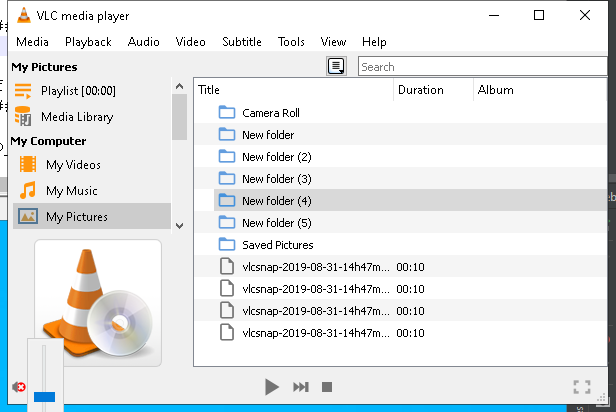 VLC media player
Media Playback Audio Video Subtitle Tools View Help
My Pictures
Search
Playlist [00:00]
Media Library
My Computer
My Videos
My Music
My Pictures
Title Duration Album
Camera Roll
New folder
New folder (2)
New folder (3)
New folder (4)
New folder (5)
Saved Pictures
vlcsnap-2019-08-31-14h47m... 00:10
vlcsnap-2019-08-31-14h47m... 00:10
vlcsnap-2019-08-31-14h47m... 00:10
vlcsnap-2019-08-31-14h47m... 00:10